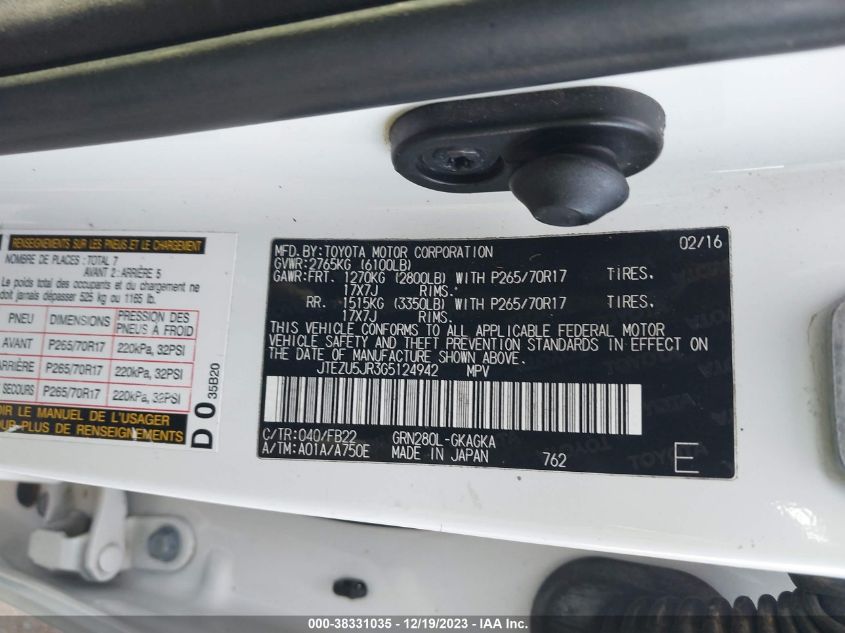 RENSEIGNEMENTS SUR LES PNEUS ET LE CHARGEMENT
NOMBRE DE PLACES: TOTAL 7
AVANT 2: ARRIÈRE 5
Le poids total des occupants et du chargement
doit jamais dépasser 525 kg ou 1165 lb.
PNEU DIMENSIONS PRESSION DES PNEUS À FROID
AVANT P265/70R17 220kPa, 32PSI
ARRIÈRE P265/70R17 220kPa, 32PSI
SECOURS P265/70R17 220kPa, 32PSI
OIR LE MANUEL DE L'USAGER
R PLUS DE RENSEIGNEMENTS
D 0 35B20
MFD.BY:TOYOTA MOTOR CORPORATION 02/16
GVWR:2765KG (6100LB)
GAWR:FRT. 1270KG (2800LB) WITH P265/70R17 TIRES,
17X7J RIMS.
RR. 1515KG (3350LB) WITH P265/70R17 TIRES,
17X7J RIMS.
THIS VEHICLE CONFORMS TO ALL APPLICABLE FEDERAL MOTOR
VEHICLE SAFETY AND THEFT PREVENTION STANDARDS IN EFFECT
ON THE DATE OF MANUFACTURE SHOWN ABOVE.
JTEZU5JR3G5124942 MPV
C/TR:040/FB22 GRN280L-GKAGKA
A/TM:A01A/A750E MADE IN JAPAN 762 E
000-38331035 - 12/19/2023 - IAA Inc.